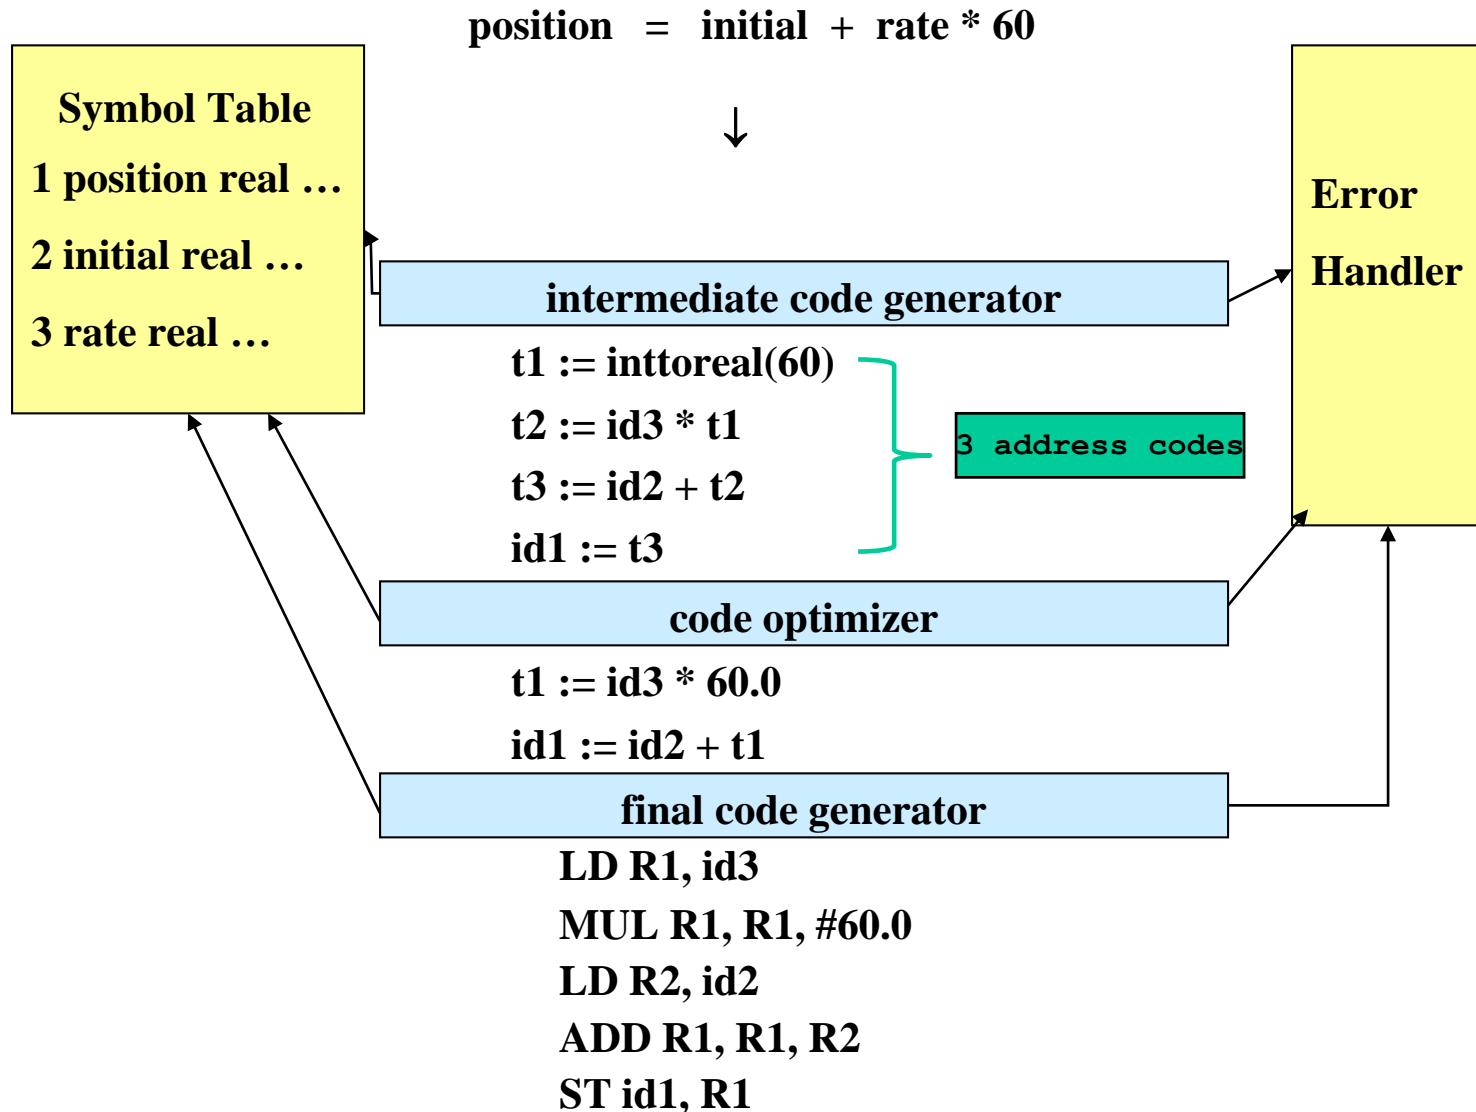 position = initial + rate * 60
Symbol Table
1 position real …
2 initial real …
3 rate real …
↓
Error
Handler
intermediate code generator
t1 := inttoreal(60)
t2 := id3 * t1
t3 := id2 + t2
id1 := t3
3 address codes
code optimizer
t1 := id3 * 60.0
id1 := id2 + t1
final code generator
LD R1, id3
MUL R1, R1, #60.0
LD R2, id2
ADD R1, R1, R2
ST id1, R1